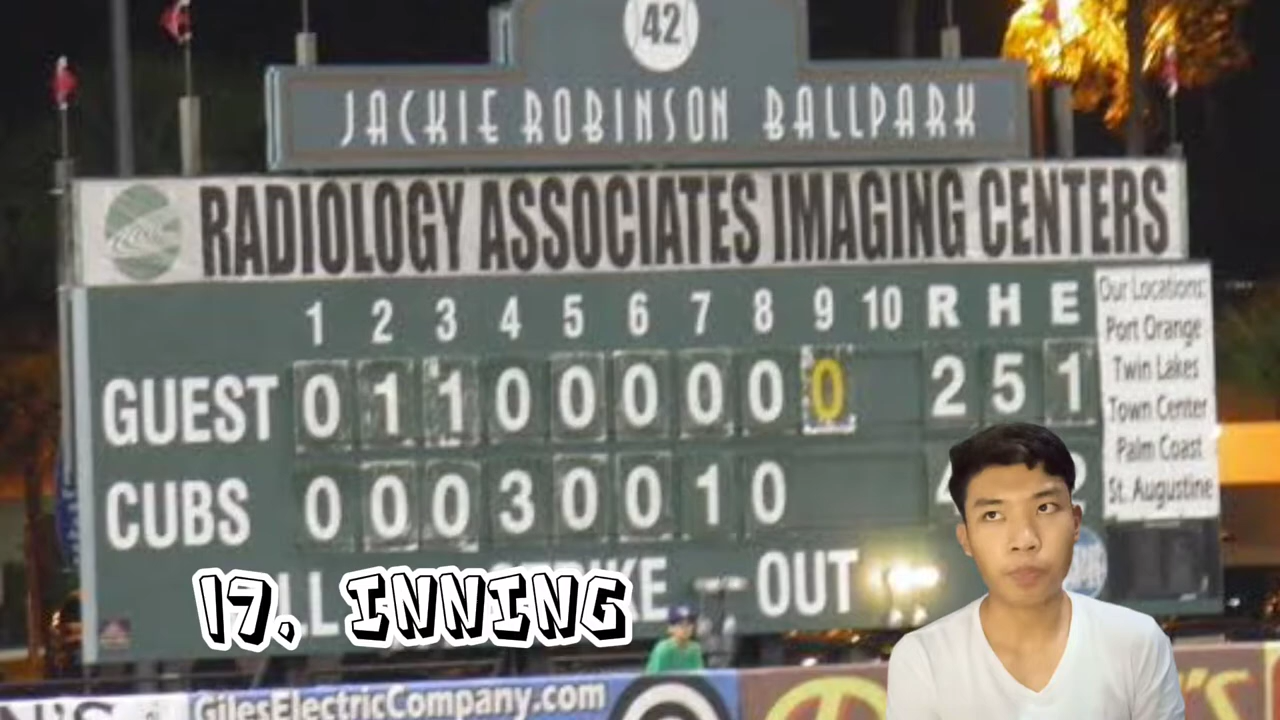 42
JACKIE ROBINSON BALLPARK
RADIOLOGY ASSOCIATES IMAGING CENTERS
1 2 3 4 5 6 7 8 9 10 R H E
GUEST 0 1 1 0 0 0 0 0 0 2 5 1
CUBS 0 0 0 3 0 0 1 0
Our Locations:
Port Orange
Twin Lakes
Town Center
Palm Coast
St. Augustine
OUT
17. INNING
GilesElectricCompany.com